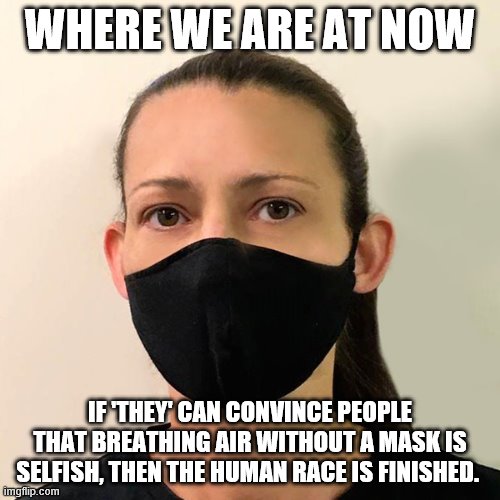 WHERE WE ARE AT NOW
IF 'THEY' CAN CONVINCE PEOPLE
THAT BREATHING AIR WITHOUT A MASK IS
SELFISH, THEN THE HUMAN RACE IS FINISHED.
imgflip.com